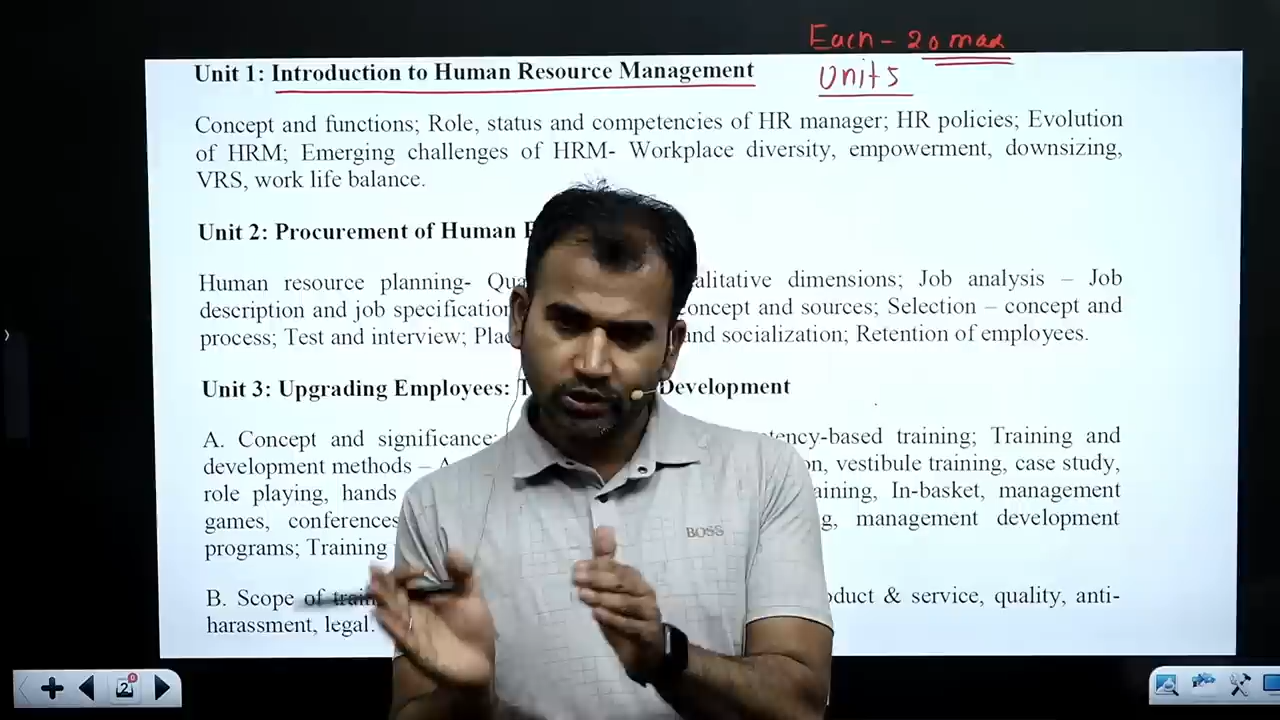 Each - 20 mar
Unit 1: Introduction to Human Resource Management
Unit 5
Concept and functions; Role, status and competencies of HR manager; HR policies; Evolution
of HRM; Emerging challenges of HRM- Workplace diversity, empowerment, downsizing,
VRS, work life balance.
Unit 2: Procurement of Human
Human resource planning- alitative dimensions; Job analysis – Job
description and job specification concept and sources; Selection – concept and
process; Test and interview; and socialization; Retention of employees.
Unit 3: Upgrading Employees: Development
A. Concept and significance; tency-based training; Training and
development methods – vestibule training, case study,
role playing, hands aining, In-basket, management
games, conferences management development
programs; Training
B. Scope of train oduct & service, quality, anti-
harassment, legal.
BOSS
2